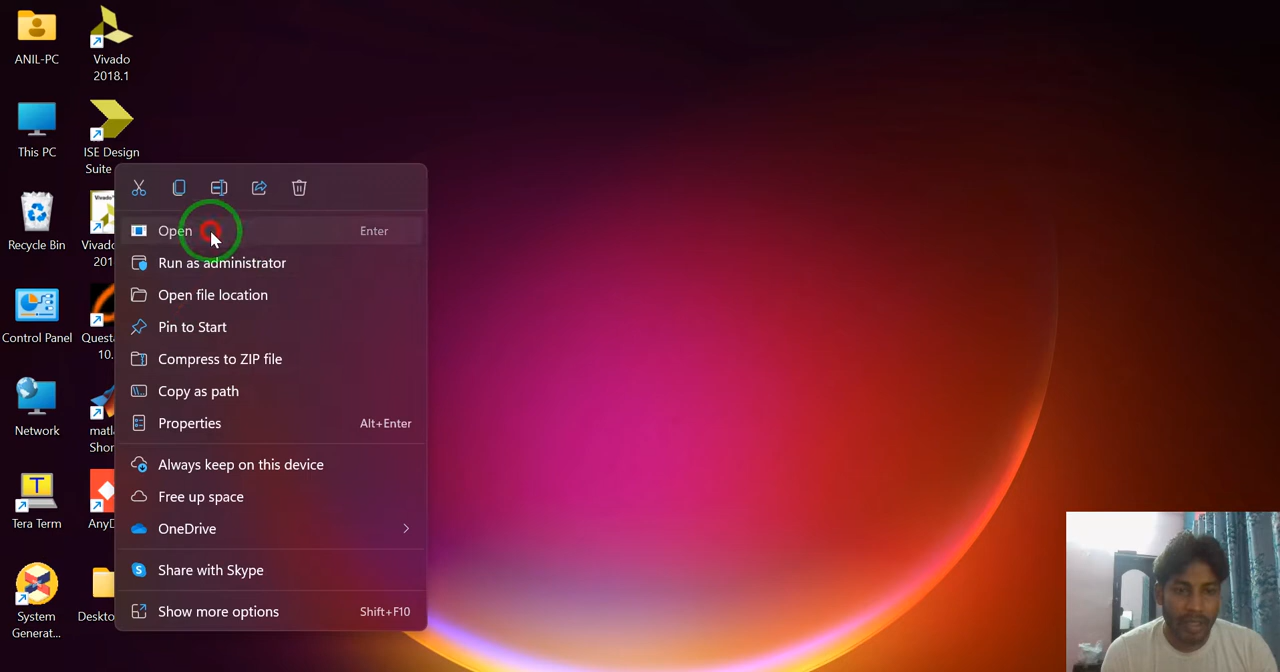 ANIL-PC
Vivado
2018.1
This PC
ISE Design
Suite
Recycle Bin
Vivado
201
Control Panel
Questa
10.
Network
matla
Shor
T
Tera Term
AnyD
System
Generat...
Deskto
Open
Enter
Run as administrator
Open file location
Pin to Start
Compress to ZIP file
Copy as path
Properties
Alt+Enter
Always keep on this device
Free up space
OneDrive
Share with Skype
Show more options
Shift+F10